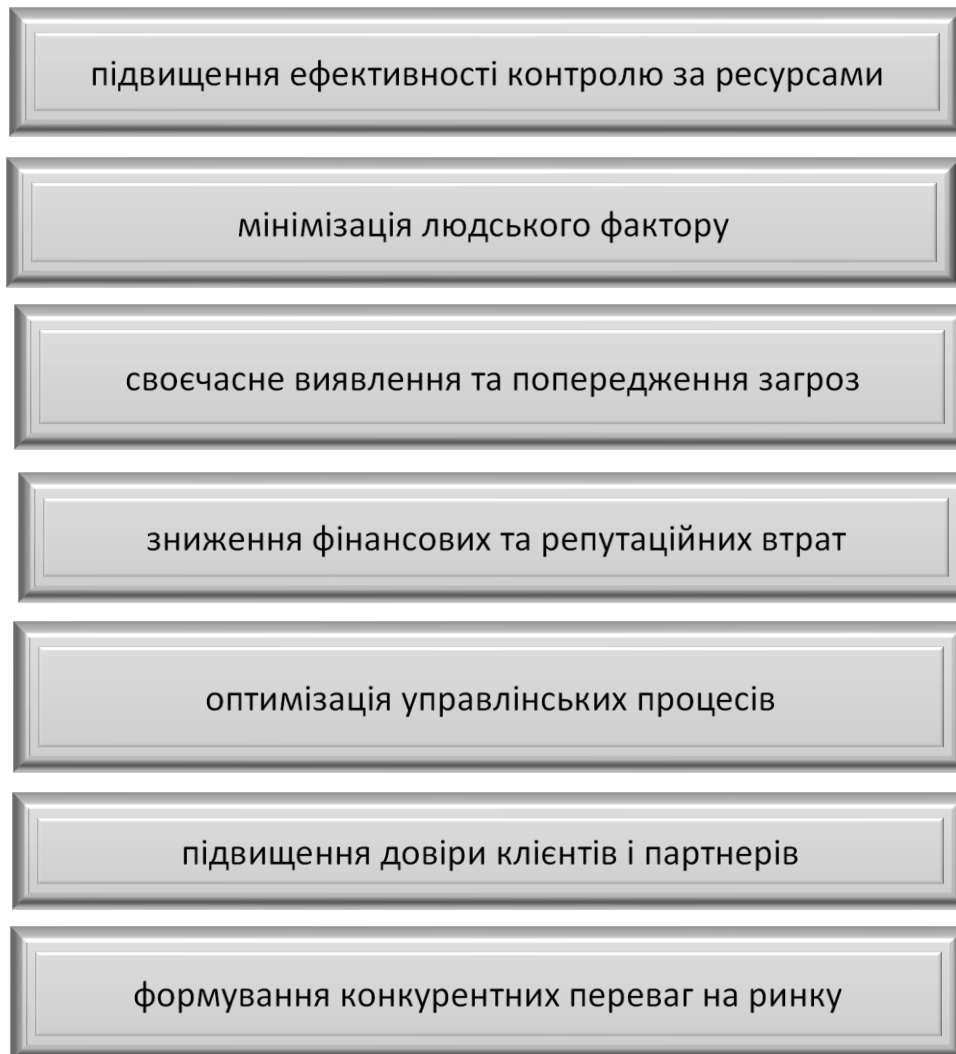 підвищення ефективності контролю за ресурсами
мінімізація людського фактору
своєчасне виявлення та попередження загроз
зниження фінансових та репутаційних втрат
оптимізація управлінських процесів
підвищення довіри клієнтів і партнерів
формування конкурентних переваг на ринку